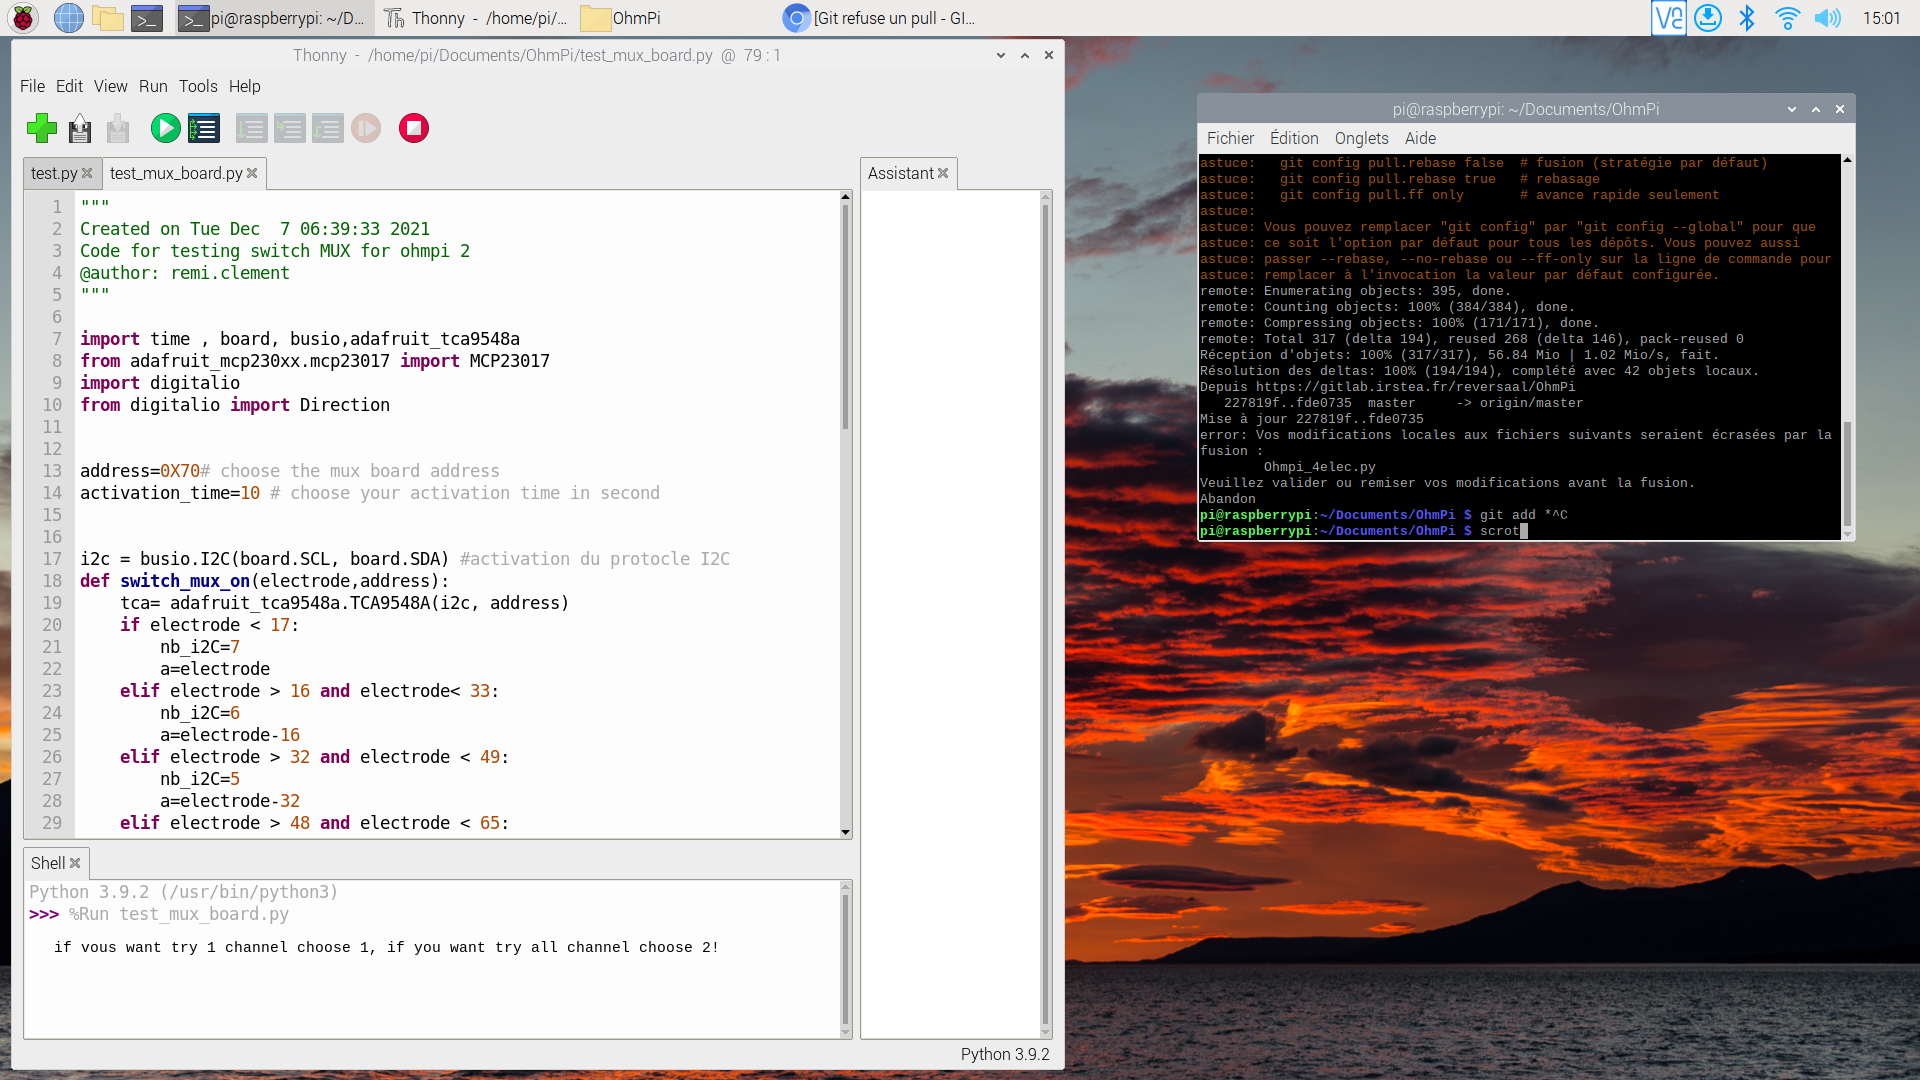 pi@raspberrypi: ~/D...
Thonny - /home/pi/...
OhmPi
[Git refuse un pull - GI...
15:01
Thonny - /home/pi/Documents/OhmPi/test_mux_board.py @ 79 : 1
File Edit View Run Tools Help
test.py
test_mux_board.py
Assistant
1 """
2 Created on Tue Dec  7 06:39:33 2021
3 Code for testing switch MUX for ohmpi 2
4 @author: remi.clement
5 """
6
7 import time , board, busio,adafruit_tca9548a
8 from adafruit_mcp230xx.mcp23017 import MCP23017
9 import digitalio
10 from digitalio import Direction
11
12
13 address=0X70# choose the mux board address
14 activation_time=10 # choose your activation time in second
15
16
17 i2c = busio.I2C(board.SCL, board.SDA) #activation du protocle I2C
18 def switch_mux_on(electrode,address):
19     tca= adafruit_tca9548a.TCA9548A(i2c, address)
20     if electrode < 17:
21         nb_i2C=7
22         a=electrode
23     elif electrode > 16 and electrode< 33:
24         nb_i2C=6
25         a=electrode-16
26     elif electrode > 32 and electrode < 49:
27         nb_i2C=5
28         a=electrode-32
29     elif electrode > 48 and electrode < 65:
Shell
Python 3.9.2 (/usr/bin/python3)
>>> %Run test_mux_board.py
if vous want try 1 channel choose 1, if you want try all channel choose 2!
Python 3.9.2
pi@raspberrypi: ~/Documents/OhmPi
Fichier Édition Onglets Aide
astuce:   git config pull.rebase false  # fusion (stratégie par défaut)
astuce:   git config pull.rebase true   # rebasage
astuce:   git config pull.ff only       # avance rapide seulement
astuce:
astuce: Vous pouvez remplacer "git config" par "git config --global" pour que
astuce: ce soit l'option par défaut pour tous les dépôts. Vous pouvez aussi
astuce: passer --rebase, --no-rebase ou --ff-only sur la ligne de commande pour
astuce: remplacer à l'invocation la valeur par défaut configurée.
remote: Enumerating objects: 395, done.
remote: Counting objects: 100% (384/384), done.
remote: Compressing objects: 100% (171/171), done.
remote: Total 317 (delta 194), reused 268 (delta 146), pack-reused 0
Réception d'objets: 100% (317/317), 56.84 Mio | 1.02 Mio/s, fait.
Résolution des deltas: 100% (194/194), complété avec 42 objets locaux.
Depuis https://gitlab.irstea.fr/reversaal/OhmPi
   227819f..fde0735  master     -> origin/master
Mise à jour 227819f..fde0735
error: Vos modifications locales aux fichiers suivants seraient écrasées par la
fusion :
        Ohmpi_4elec.py
Veuillez valider ou remiser vos modifications avant la fusion.
Abandon
pi@raspberrypi:~/Documents/OhmPi $ git add *^C
pi@raspberrypi:~/Documents/OhmPi $ scrot